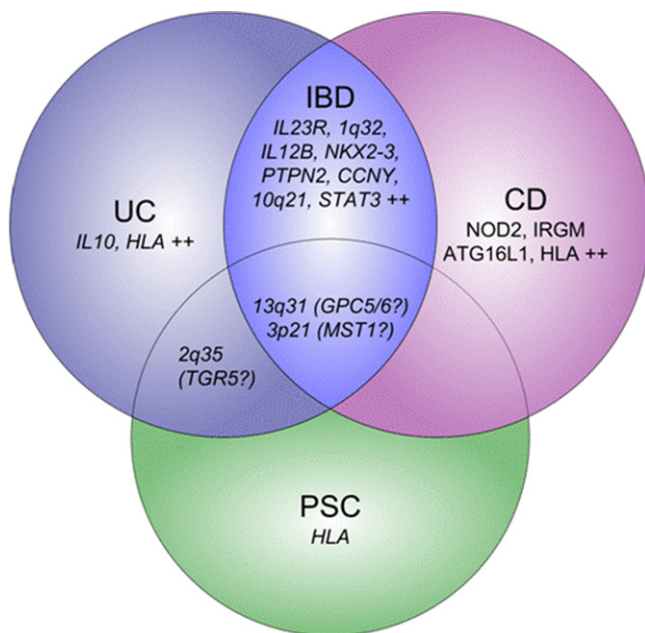 IBD
IL23R, 1q32,
IL12B, NKX2-3,
PTPN2, CCNY,
10q21, STAT3 ++
UC
IL10, HLA ++
CD
NOD2, IRGM
ATG16L1, HLA ++
13q31 (GPC5/6?)
3p21 (MST1?)
2q35
(TGR5?)
PSC
HLA